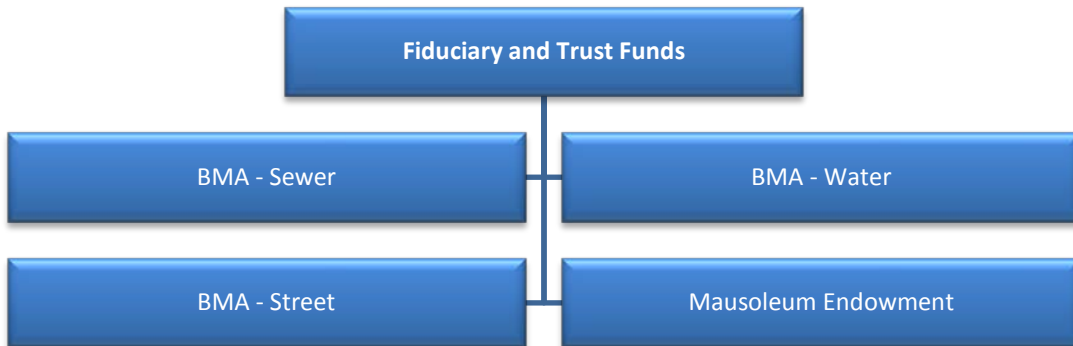 Fiduciary and Trust Funds
BMA - Sewer
BMA - Water
BMA - Street
Mausoleum Endowment